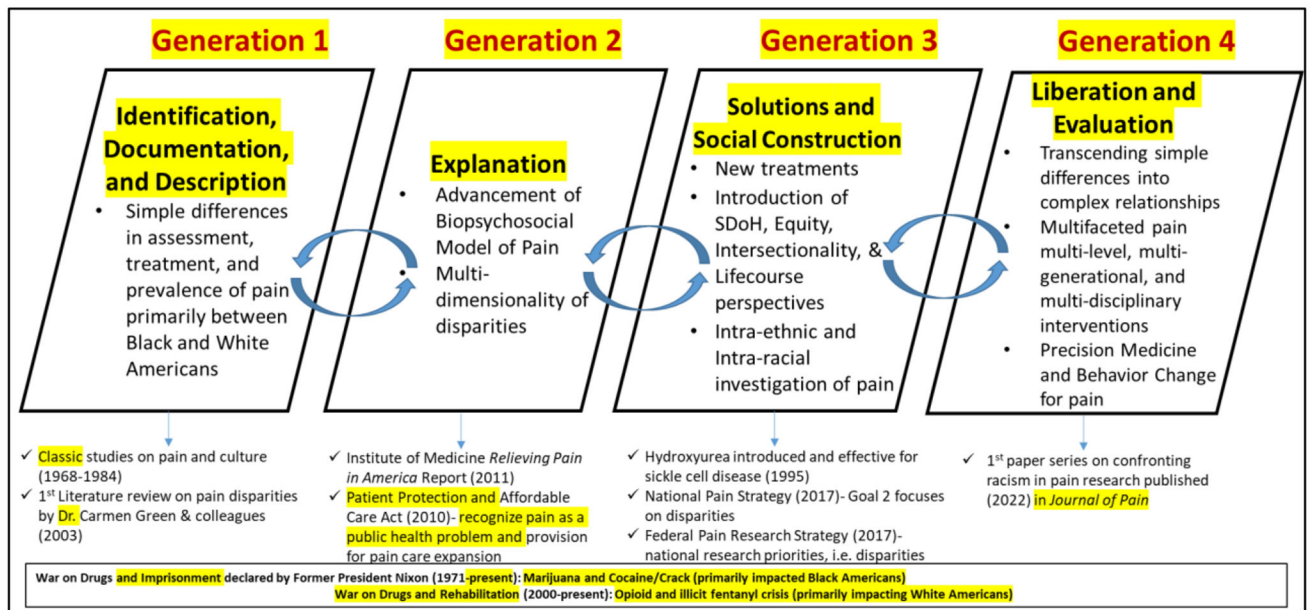 Generation 1
Generation 2
Generation 3
Generation 4
Identification,
Documentation,
and Description
• Simple differences
in assessment,
treatment, and
prevalence of pain
primarily between
Black and White
Americans
Explanation
• Advancement of
Biopsychosocial
Model of Pain
• Multi-
dimensionality of
disparities
Solutions and
Social Construction
• New treatments
• Introduction of
SDoH, Equity,
Intersectionality, &
Lifecourse
perspectives
• Intra-ethnic and
Intra-racial
investigation of pain
Liberation and
Evaluation
• Transcending simple
differences into
complex relationships
• Multifaceted pain
multi-level, multi-
generational, and
multi-disciplinary
interventions
• Precision Medicine
and Behavior Change
for pain
✓ Classic studies on pain and culture
(1968-1984)
✓ 1st Literature review on pain disparities
by Dr. Carmen Green & colleagues
(2003)
✓ Institute of Medicine Relieving Pain
in America Report (2011)
✓ Patient Protection and Affordable
Care Act (2010)- recognize pain as a
public health problem and provision
for pain care expansion
✓ Hydroxyurea introduced and effective for
sickle cell disease (1995)
✓ National Pain Strategy (2017)- Goal 2 focuses
on disparities
✓ Federal Pain Research Strategy (2017)-
national research priorities, i.e. disparities
✓ 1st paper series on confronting
racism in pain research published
(2022) in Journal of Pain
War on Drugs and Imprisonment declared by Former President Nixon (1971-present): Marijuana and Cocaine/Crack (primarily impacted Black Americans)
War on Drugs and Rehabilitation (2000-present): Opioid and illicit fentanyl crisis (primarily impacting White Americans)